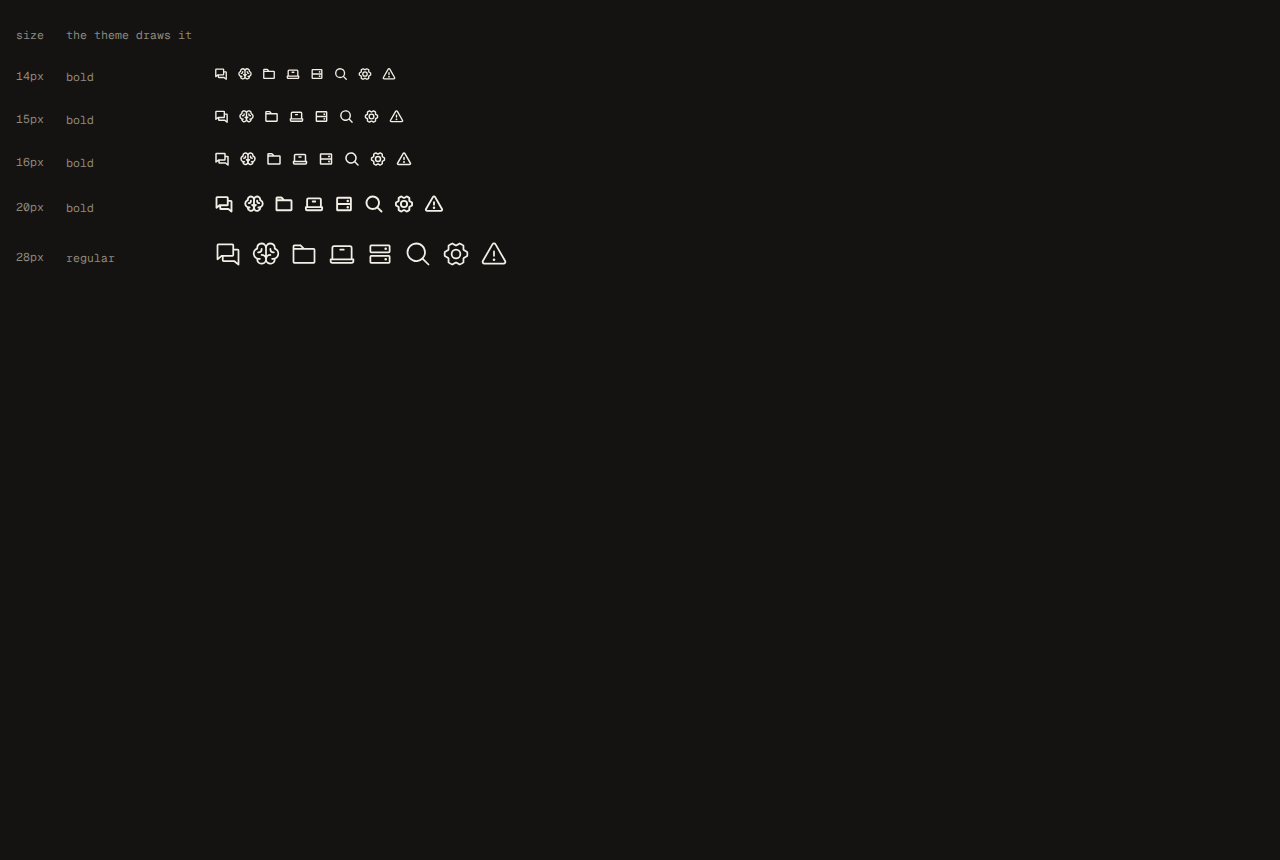 size the theme draws it
14px bold
15px bold
16px bold
20px bold
28px regular